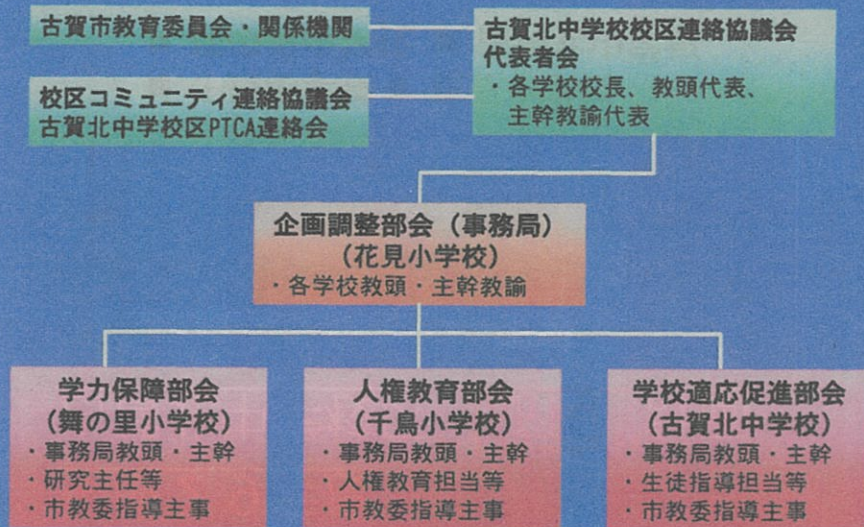 古賀市教育委員会・関係機関
古賀北中学校校区連絡協議会
代表者会
・各学校校長、教頭代表、
主幹教諭代表
校区コミュニティ連絡協議会
古賀北中学校区PTCA連絡会
企画調整部会（事務局）
（花見小学校）
・各学校教頭・主幹教諭
学力保障部会
（舞の里小学校）
・事務局教頭・主幹
・研究主任等
・市教委指導主事
人権教育部会
（千鳥小学校）
・事務局教頭・主幹
・人権教育担当等
・市教委指導主事
学校適応促進部会
（古賀北中学校）
・事務局教頭・主幹
・生徒指導担当等
・市教委指導主事